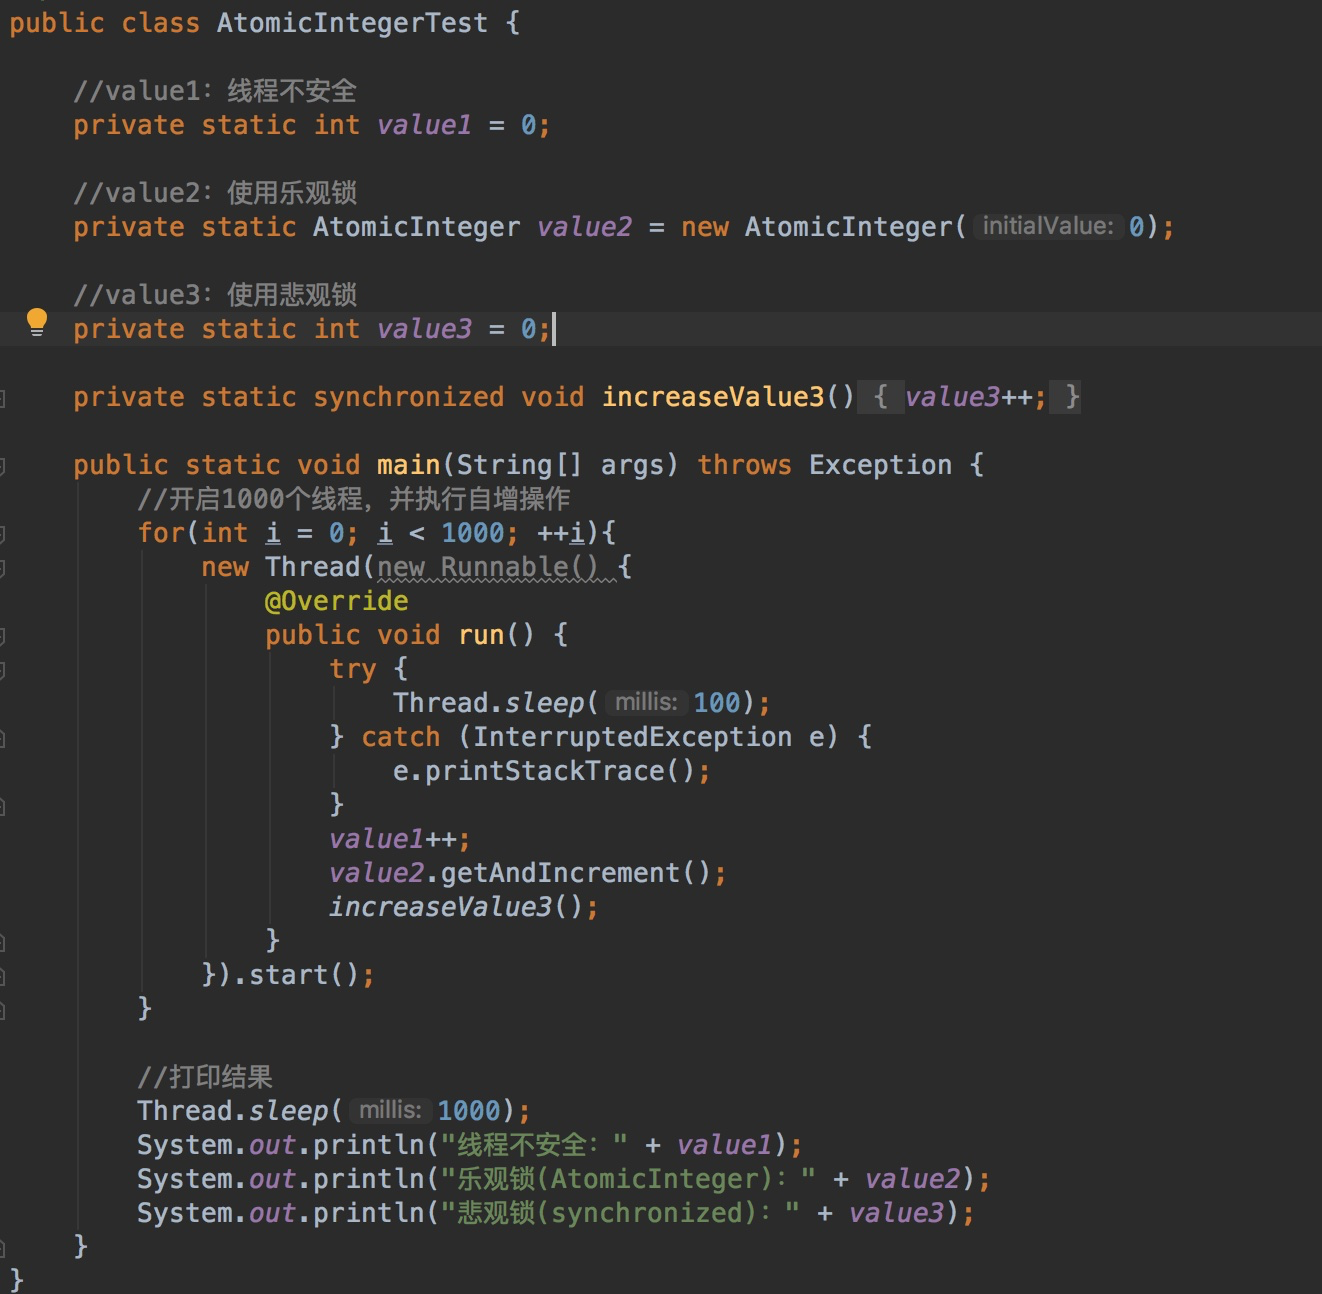 public class AtomicIntegerTest {
//value1：线程不安全
private static int value1 = 0;
//value2：使用乐观锁
private static AtomicInteger value2 = new AtomicInteger( initialValue: 0);
//value3：使用悲观锁
private static int value3 = 0;
private static synchronized void increaseValue3() { value3++; }
public static void main(String[] args) throws Exception {
//开启1000个线程，并执行自增操作
for(int i = 0; i < 1000; ++i){
new Thread(new Runnable() {
@Override
public void run() {
try {
Thread.sleep( millis: 100);
} catch (InterruptedException e) {
e.printStackTrace();
}
value1++;
value2.getAndIncrement();
increaseValue3();
}
}).start();
}
//打印结果
Thread.sleep( millis: 1000);
System.out.println("线程不安全：" + value1);
System.out.println("乐观锁(AtomicInteger)：" + value2);
System.out.println("悲观锁(synchronized)：" + value3);
}
}